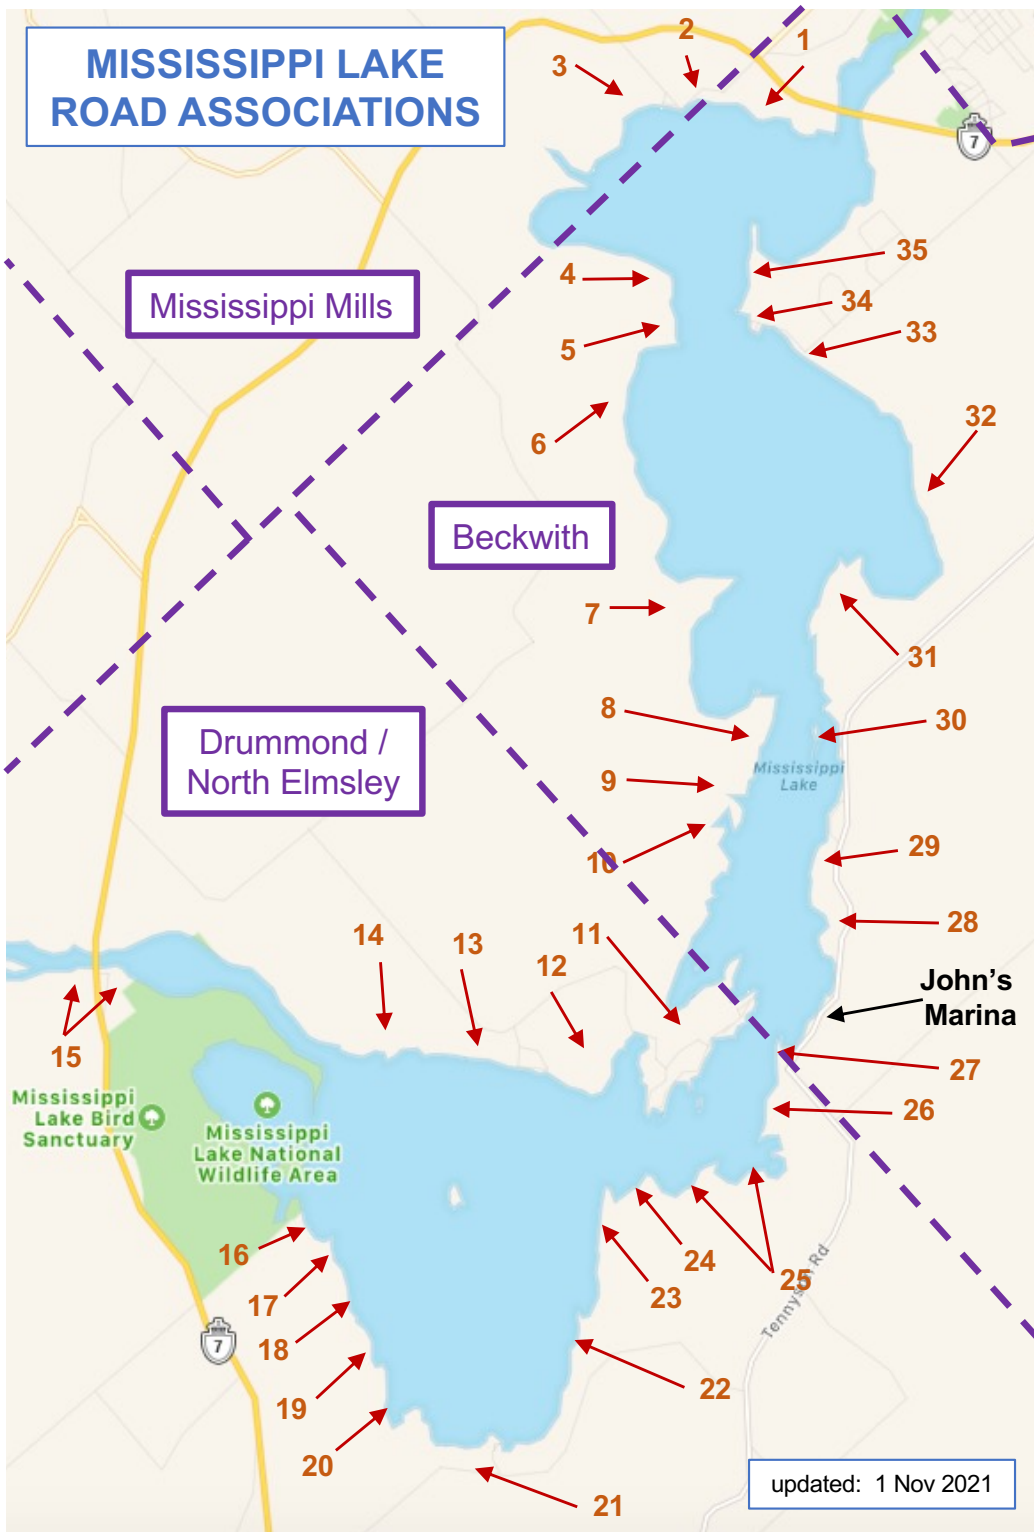 MISSISSIPPI LAKE
ROAD ASSOCIATIONS
1
2
3
7
35
4
34
33
5
Mississippi Mills
32
6
Beckwith
7
31
8
30
Drummond /
North Elmsley
Mississippi
Lake
9
10
29
28
11
14
13
12
John's
Marina
15
27
Mississippi
Lake Bird
Sanctuary
Mississippi
Lake National
Wildlife Area
26
16
24
25
17
23
Tennyson Rd
18
7
22
19
20
21
updated: 1 Nov 2021